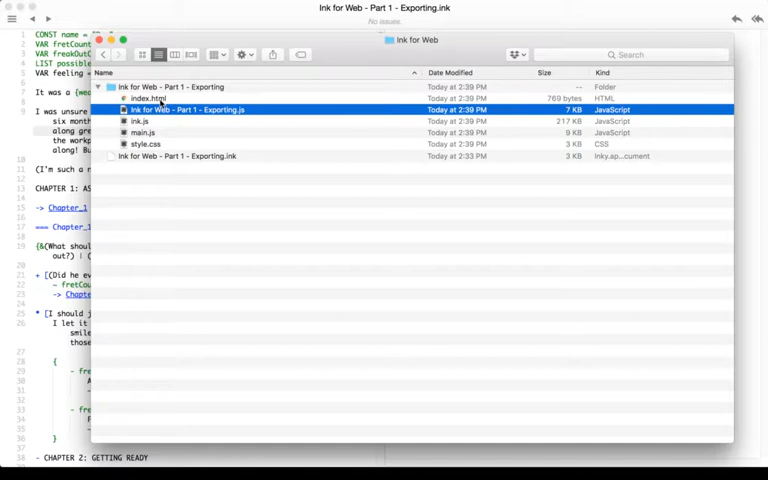 Ink for Web - Part 1 - Exporting.ink
No issues.
Ink for Web
Search
Name Date Modified Size Kind
Ink for Web - Part 1 - Exporting Today at 2:39 PM -- Folder
index.html Today at 2:39 PM 769 bytes HTML
Ink for Web - Part 1 - Exporting.js Today at 2:39 PM 7 KB JavaScript
ink.js Today at 2:39 PM 217 KB JavaScript
main.js Today at 2:39 PM 9 KB JavaScript
style.css Today at 2:39 PM 3 KB CSS
Ink for Web - Part 1 - Exporting.ink Today at 2:33 PM 3 KB Inky.ap...cument
1 CONST name =
2 VAR fretCount
3 VAR freakOutC
4 LIST possible
5 VAR feeling =
6
7 It was a {wea
8
9 I was unsure
six month
along gre
the workp
along! Bu
10
11 (I'm such a n
12
13 CHAPTER 1: AS
14
15 -> Chapter_1
16
17 === Chapter_1
18
19 {&(What shoul
out?) | (
20
21 + [(Did he ev
22 ~ fretCou
23 -> Chapte
24
25 * [I should j
26 I let it
smile
those
27
28 {
29 - fre
30 A
31 -
32
33 - fre
34 F
35 -
36 }
37
38 - CHAPTER 2: GETTING READY